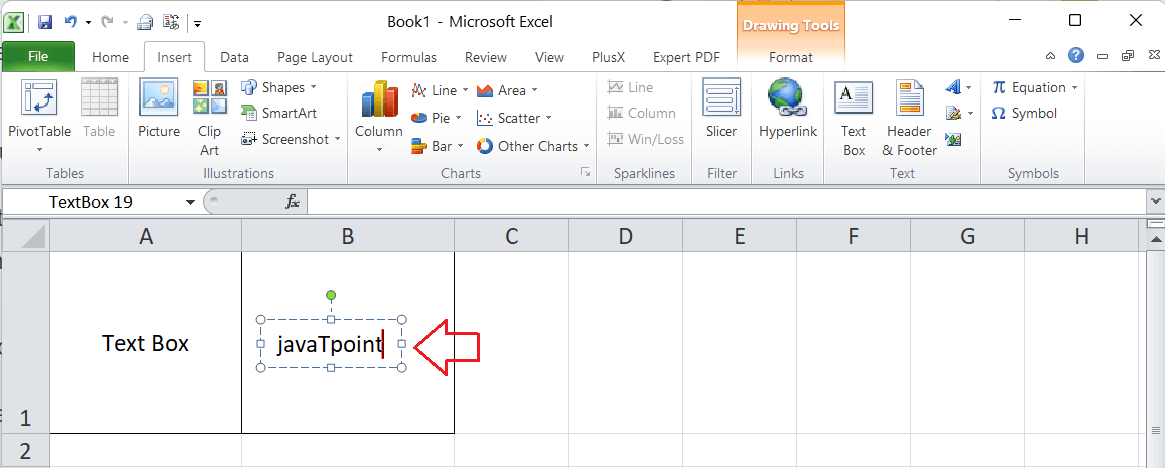 Book1 - Microsoft Excel
Drawing Tools
File Home Insert Data Page Layout Formulas Review View PlusX Expert PDF Format
PivotTable
Table
Picture
Clip Art
Shapes
SmartArt
Screenshot
Column
Line
Pie
Bar
Area
Scatter
Other Charts
Line
Column
Win/Loss
Slicer
Hyperlink
Text Box
Header & Footer
π Equation
Ω Symbol
Tables Illustrations Charts Sparklines Filter Links Text Symbols
TextBox 19 fx
A B C D E F G H
Text Box javaTpoint
1
2